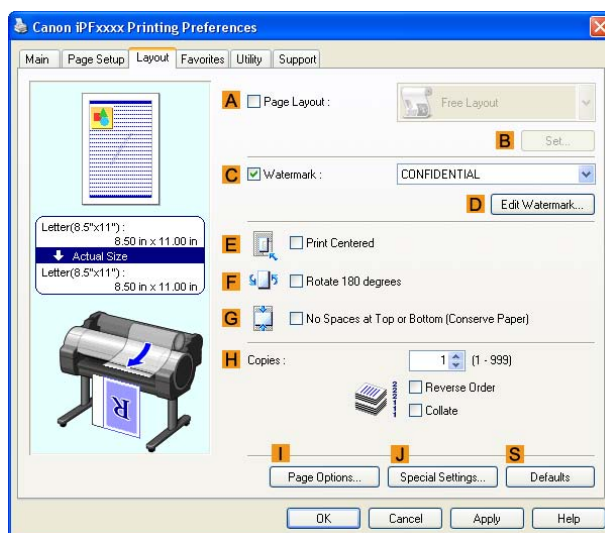 Canon iPFxxxx Printing Preferences
Main Page Setup Layout Favorites Utility Support
A Page Layout : Free Layout
B Set...
C Watermark : CONFIDENTIAL
D Edit Watermark...
Letter(8.5"x11") :
8.50 in x 11.00 in
Actual Size
Letter(8.5"x11") :
8.50 in x 11.00 in
E Print Centered
F Rotate 180 degrees
G No Spaces at Top or Bottom (Conserve Paper)
H Copies : 1 (1 - 999)
Reverse Order
Collate
R
I J S
Page Options... Special Settings... Defaults
OK Cancel Apply Help